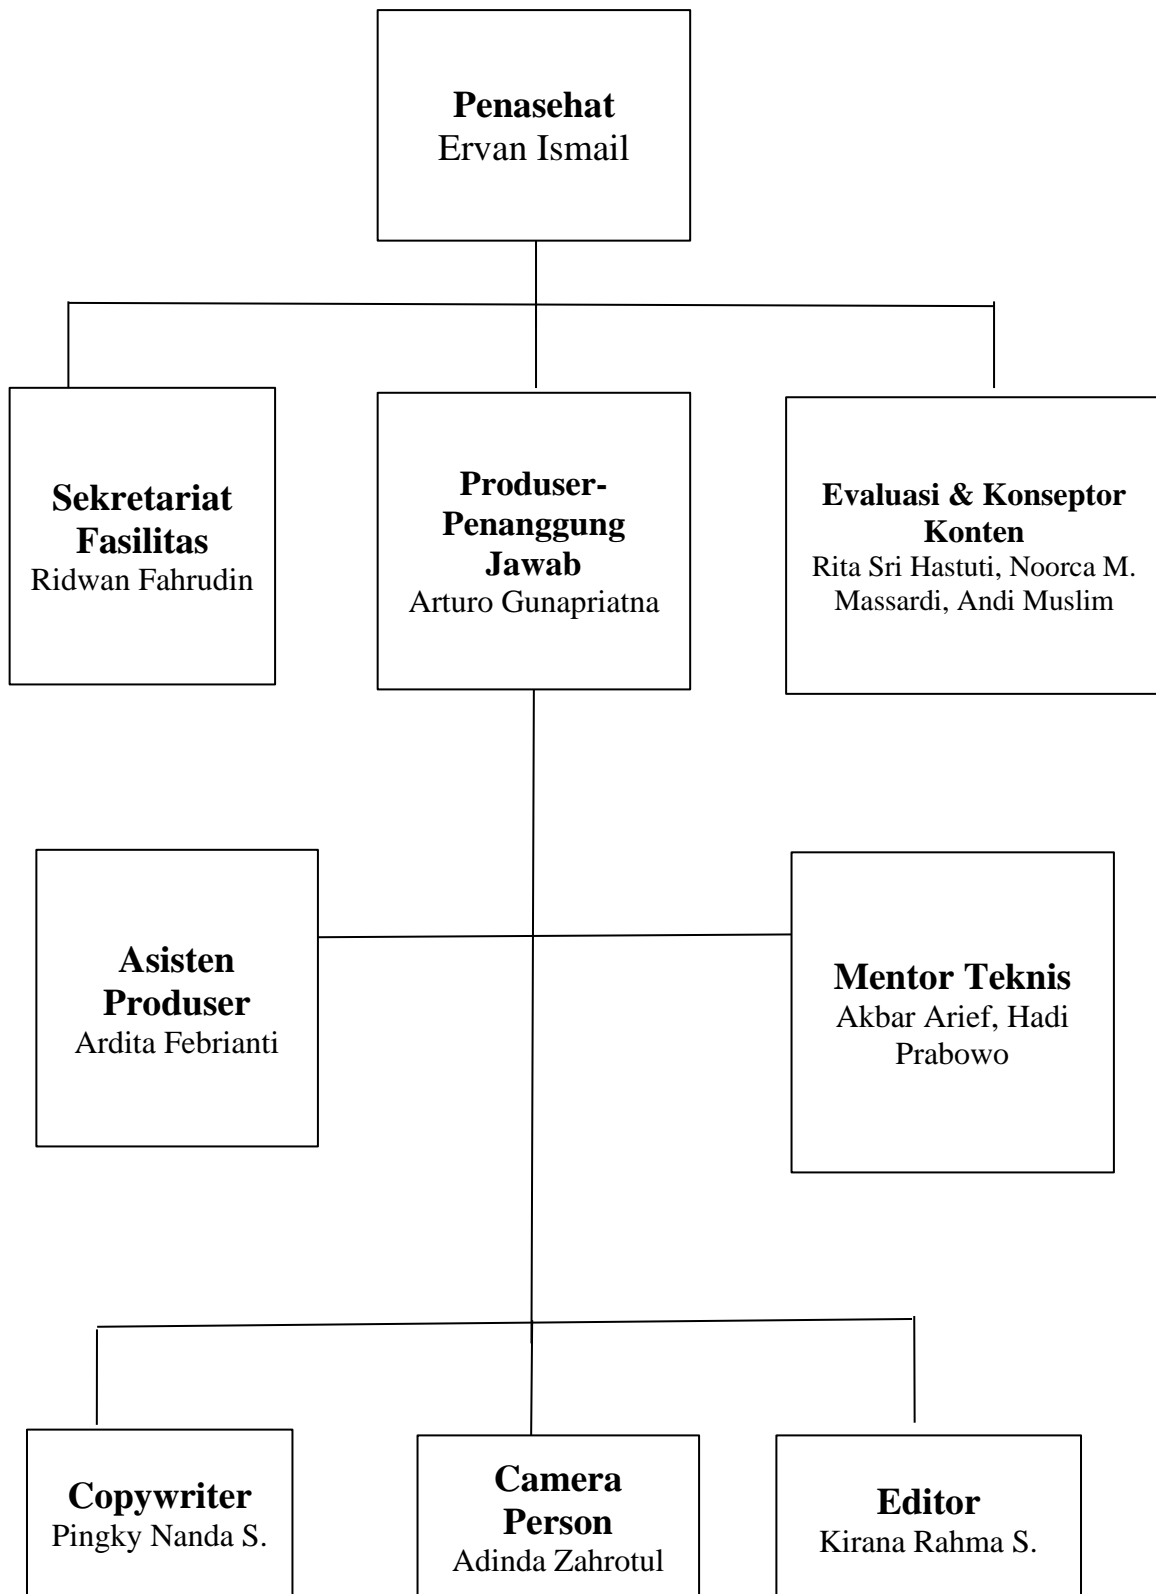 Penasehat
Ervan Ismail
Sekretariat
Fasilitas
Ridwan Fahrudin
Produser-
Penanggung
Jawab
Arturo Gunapriatna
Evaluasi & Konseptor
Konten
Rita Sri Hastuti, Noorca M.
Massardi, Andi Muslim
Asisten
Produser
Ardita Febrianti
Mentor Teknis
Akbar Arief, Hadi
Prabowo
Copywriter
Pingky Nanda S.
Camera
Person
Adinda Zahrotul
Editor
Kirana Rahma S.